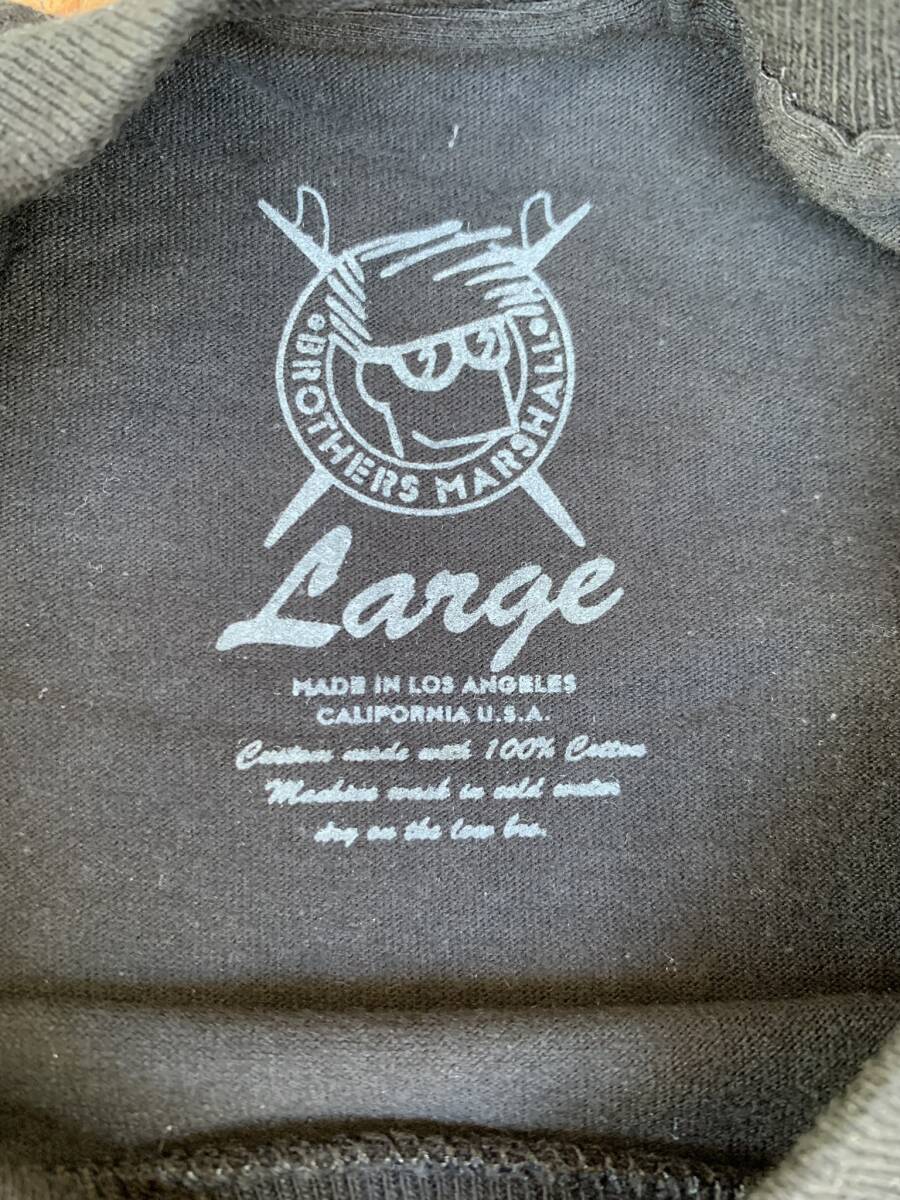 •BROTHERS MARSHALL•
Large
MADE IN LOS ANGELES
CALIFORNIA U.S.A.
Custom made with 100% Cotton
Machine wash in cold water
dry on the low bro.